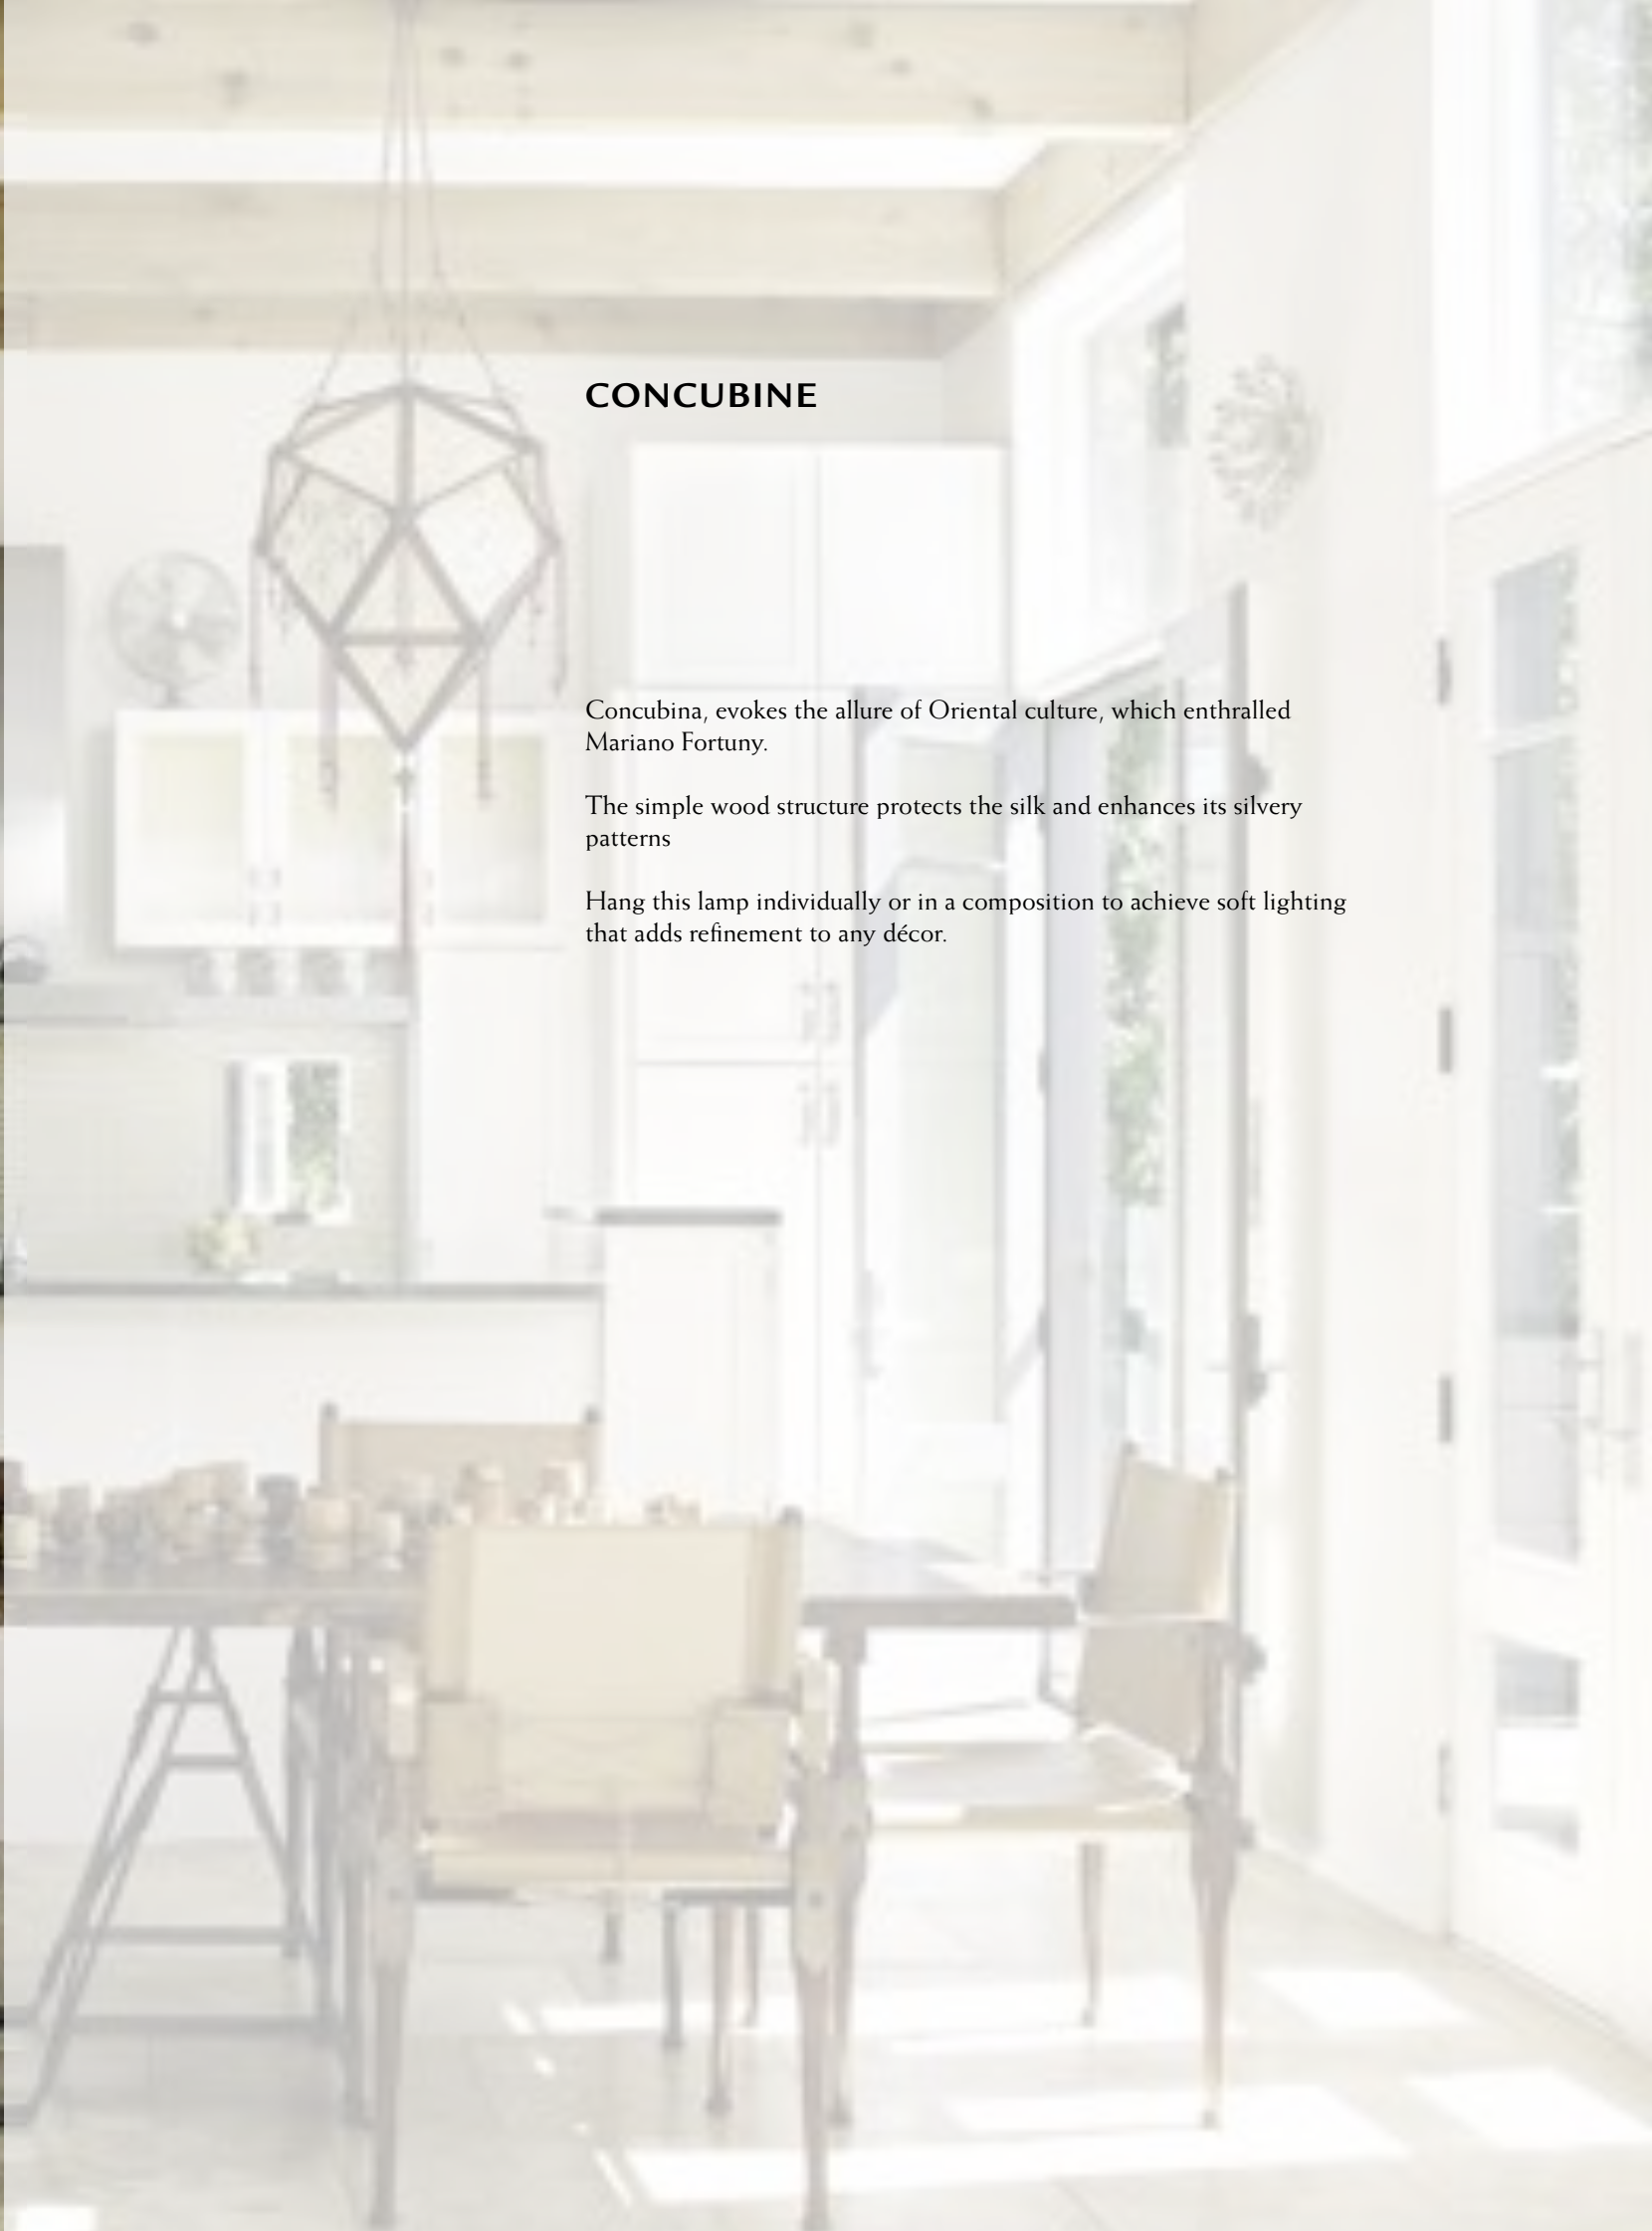 CONCUBINE
Concubina, evokes the allure of Oriental culture, which enthralled
Mariano Fortuny.
The simple wood structure protects the silk and enhances its silvery
patterns
Hang this lamp individually or in a composition to achieve soft lighting
that adds refinement to any décor.